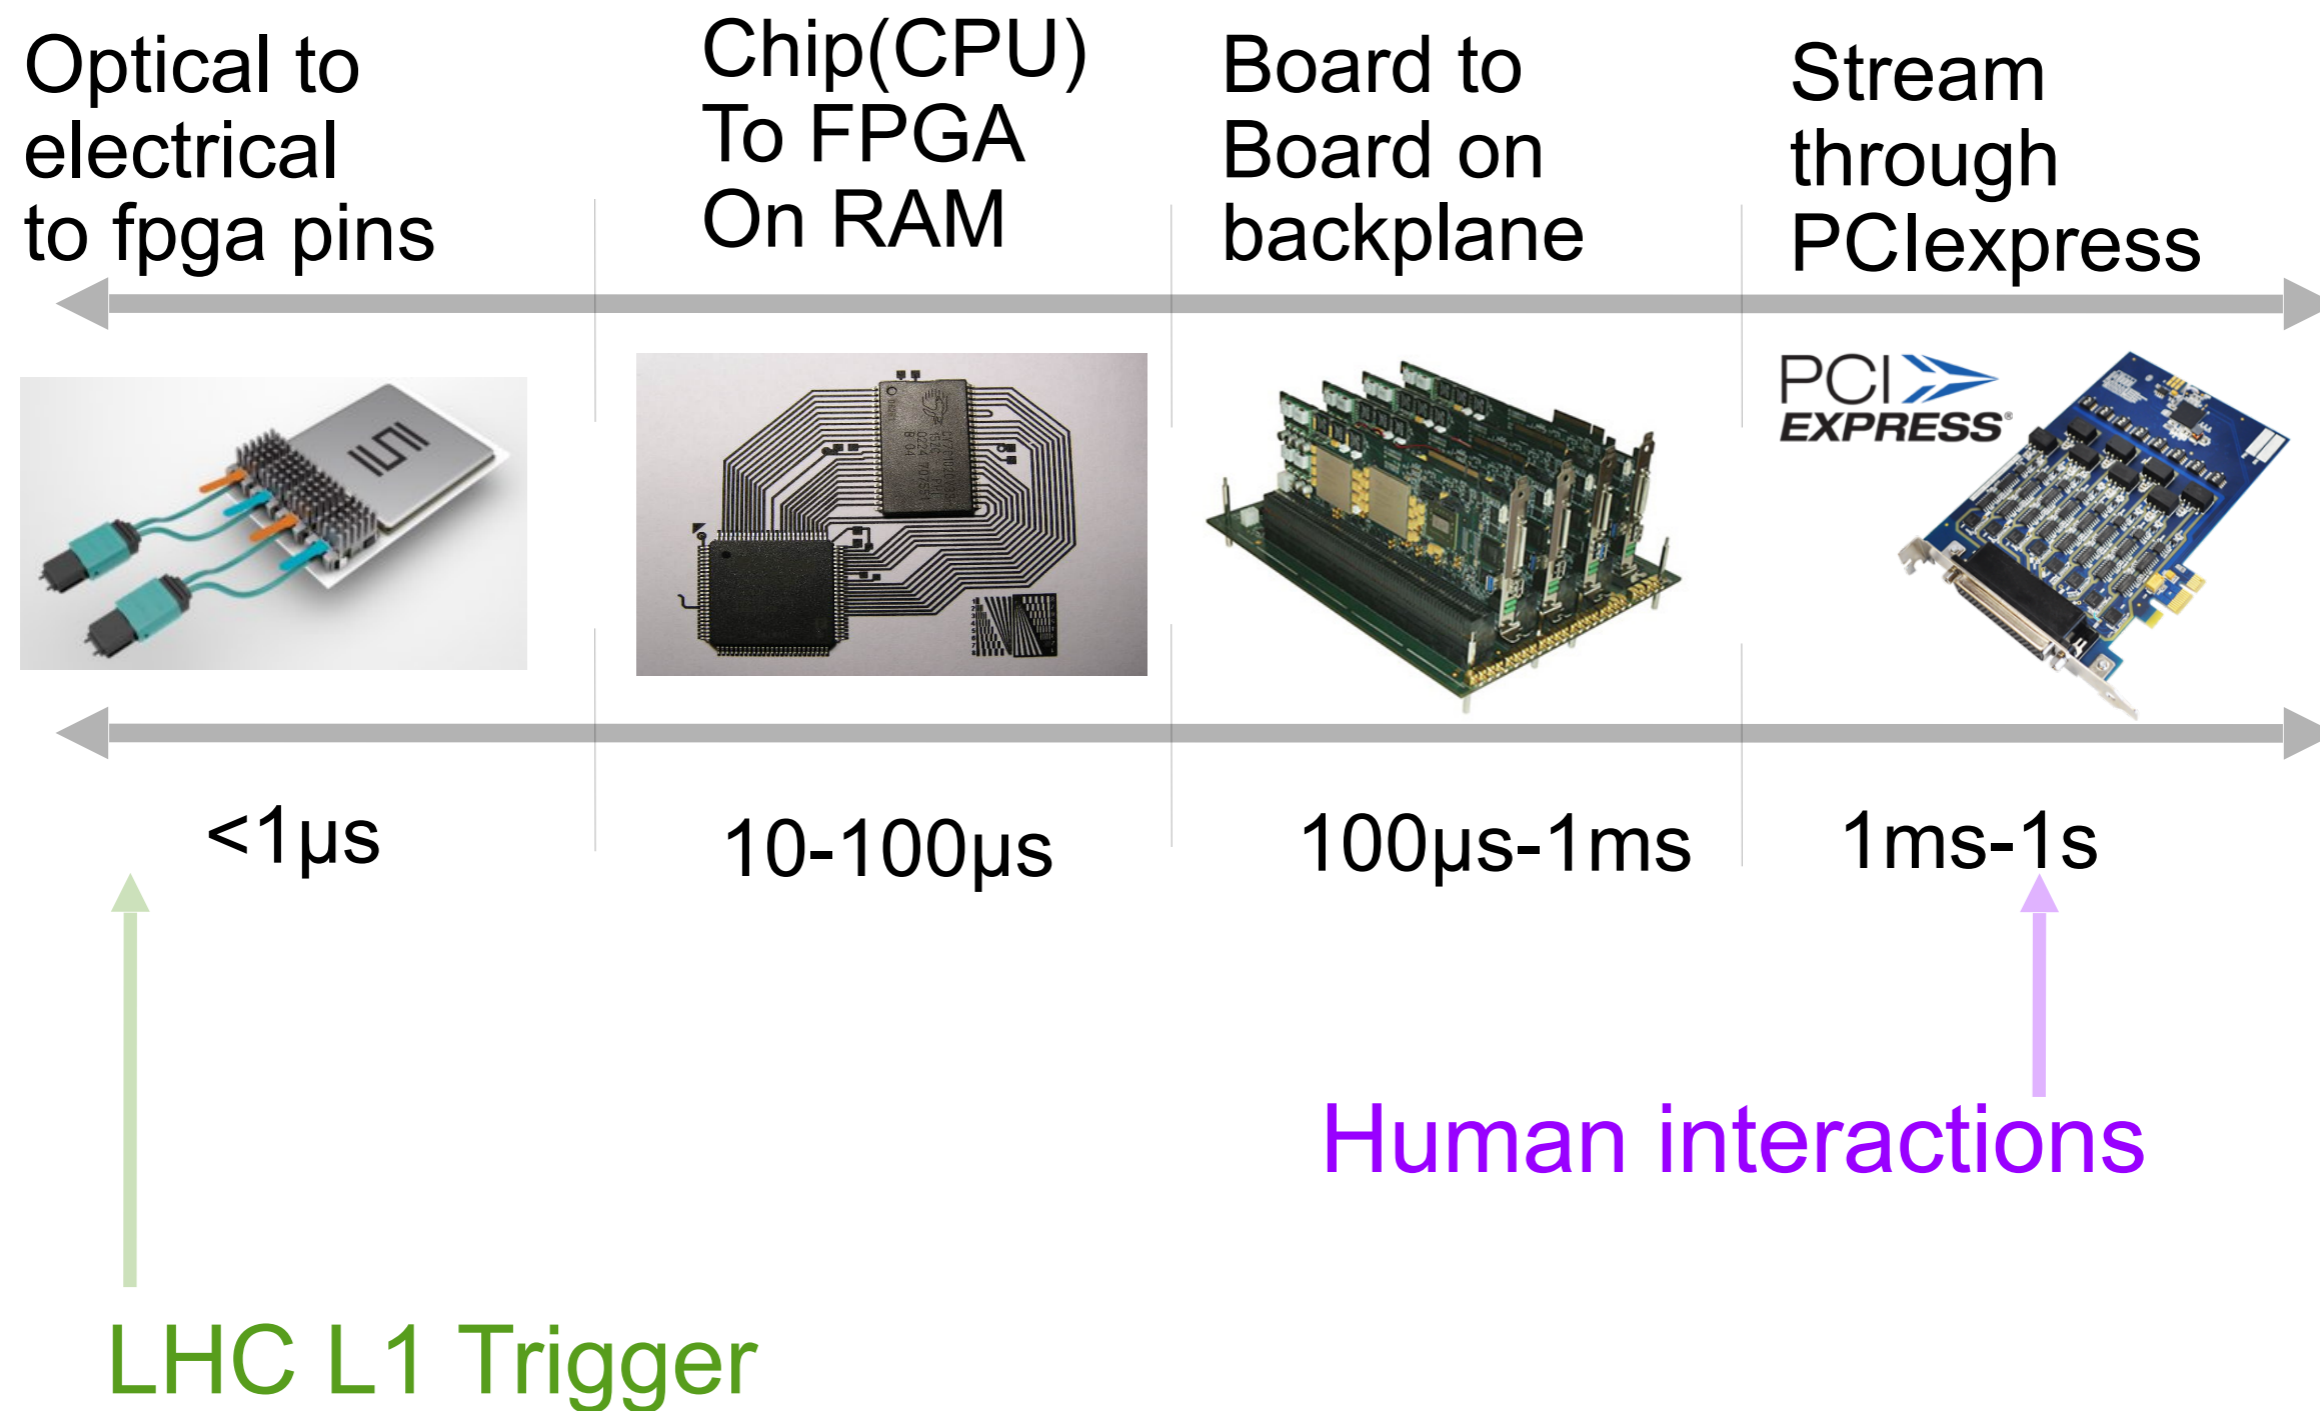 Optical to
electrical
to fpga pins
Chip(CPU)
To FPGA
On RAM
Board to
Board on
backplane
Stream
through
PCIexpress
PCI
EXPRESS®
<1µs
10-100µs
100µs-1ms
1ms-1s
Human interactions
LHC L1 Trigger